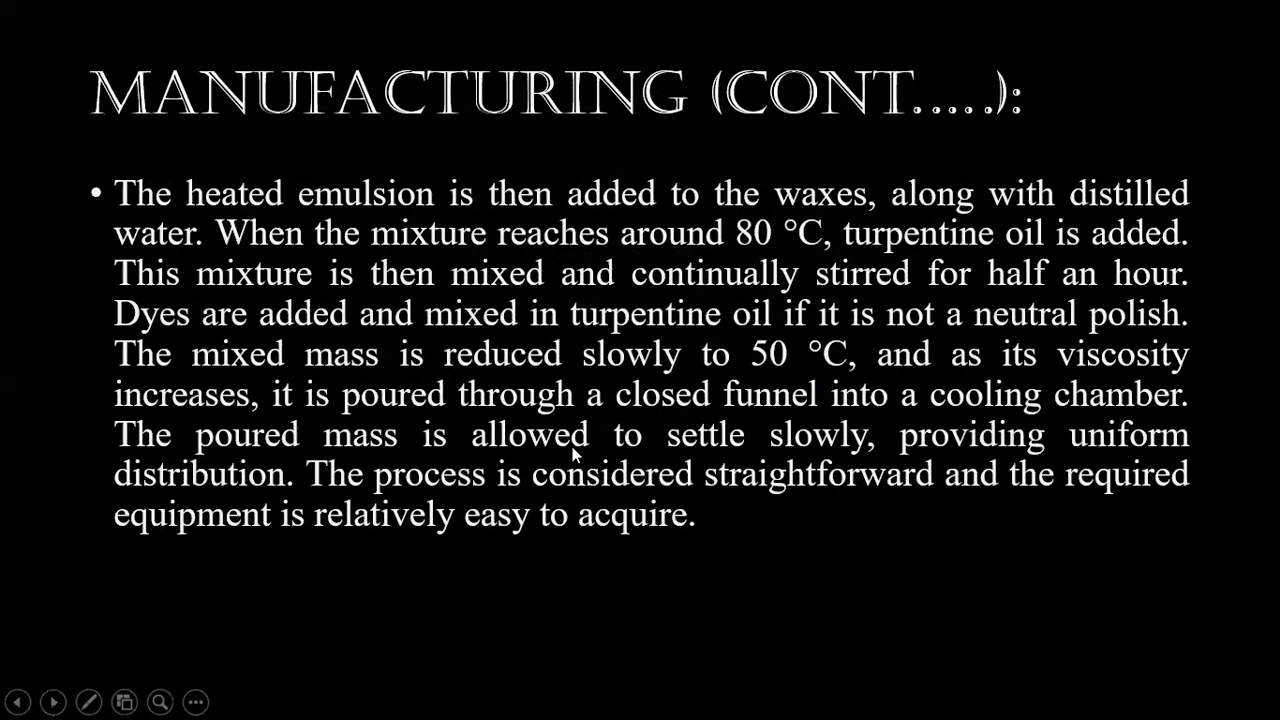 MANUFACTURING (CONT.....):
• The heated emulsion is then added to the waxes, along with distilled
water. When the mixture reaches around 80 °C, turpentine oil is added.
This mixture is then mixed and continually stirred for half an hour.
Dyes are added and mixed in turpentine oil if it is not a neutral polish.
The mixed mass is reduced slowly to 50 °C, and as its viscosity
increases, it is poured through a closed funnel into a cooling chamber.
The poured mass is allowed to settle slowly, providing uniform
distribution. The process is considered straightforward and the required
equipment is relatively easy to acquire.